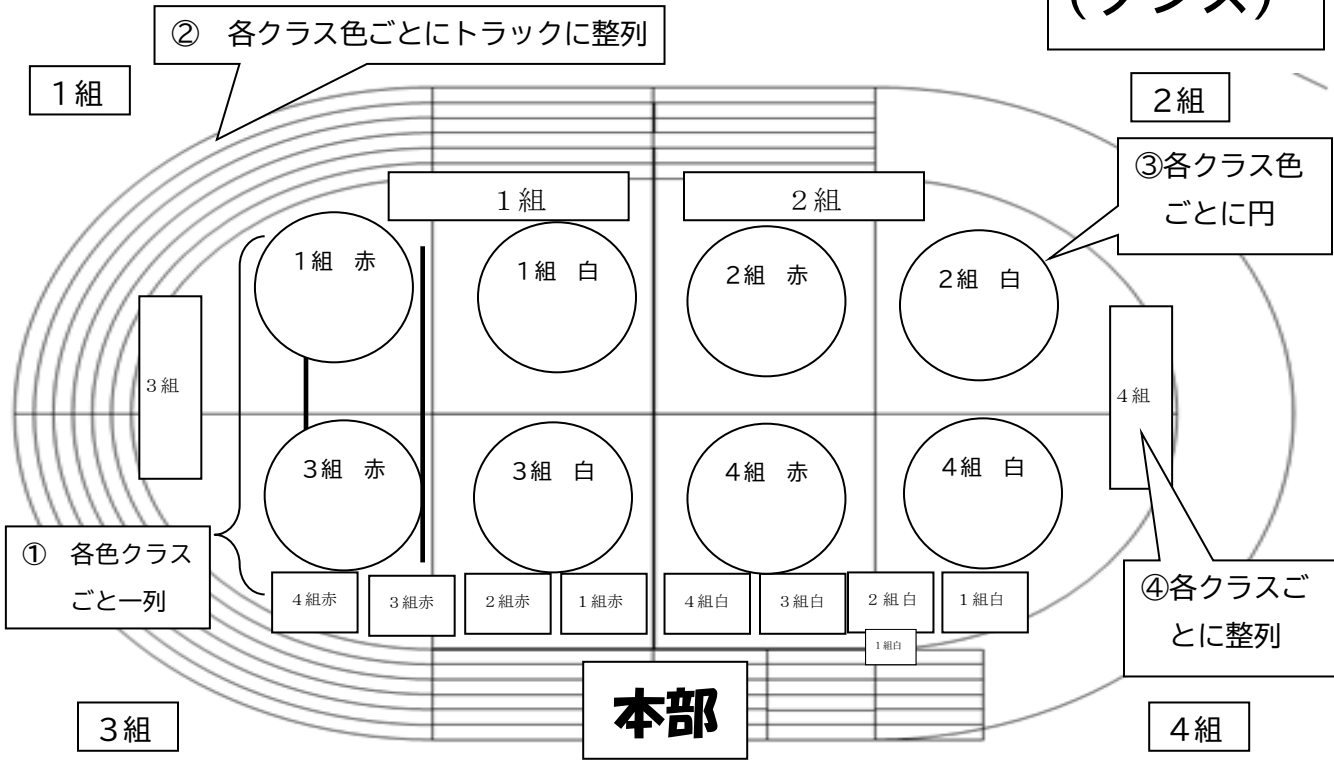 (ダンス)
② 各クラス色ごとにトラックに整列
1組
2組
③各クラス色
ごとに円
1組
2組
1組 赤
1組 白
2組 赤
2組 白
3組
4組
3組 赤
3組 白
4組 赤
4組 白
① 各色クラス
ごと一列
4組赤
3組赤
2組赤
1組赤
4組白
3組白
2組白
1組白
1組白
④各クラスご
とに整列
本部
3組
4組